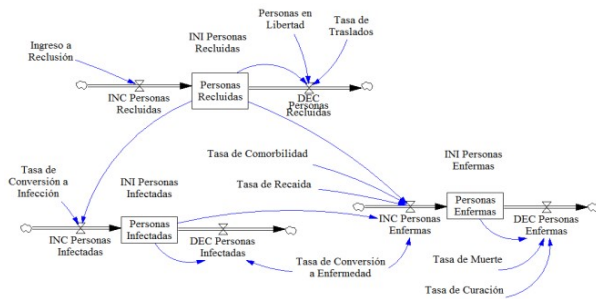 Personas en
Libertad
Tasa de
Traslados
INI Personas
Recluidas
Ingreso a
Reclusión
Personas
Recluidas
INC Personas
Recluidas
DEC
Personas
Recluidas
Tasa de Comorbilidad
INI Personas
Enfermas
Tasa de
Conversión a
Infección
INI Personas
Infectadas
Tasa de Recaida
Personas
Enfermas
INC Personas
Enfermas
DEC Personas
Enfermas
Personas
Infectadas
INC Personas
Infectadas
DEC Personas
Infectadas
Tasa de Conversión
a Enfermedad
Tasa de Muerte
Tasa de Curación